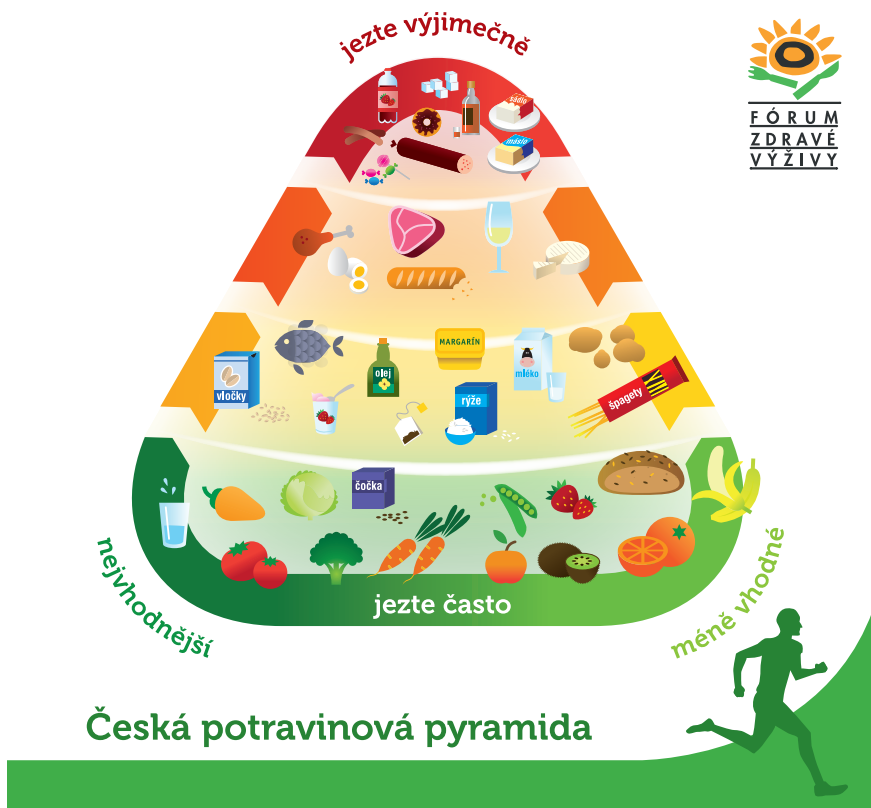 jezte výjimečně
FÓRUM
ZDRAVÉ
VÝŽIVY
sádlo
máslo
MARGARÍN
olej
mléko
vločky
rýže
špagety
čočka
nejvhodnější
jezte často
méně vhodné
Česká potravinová pyramida